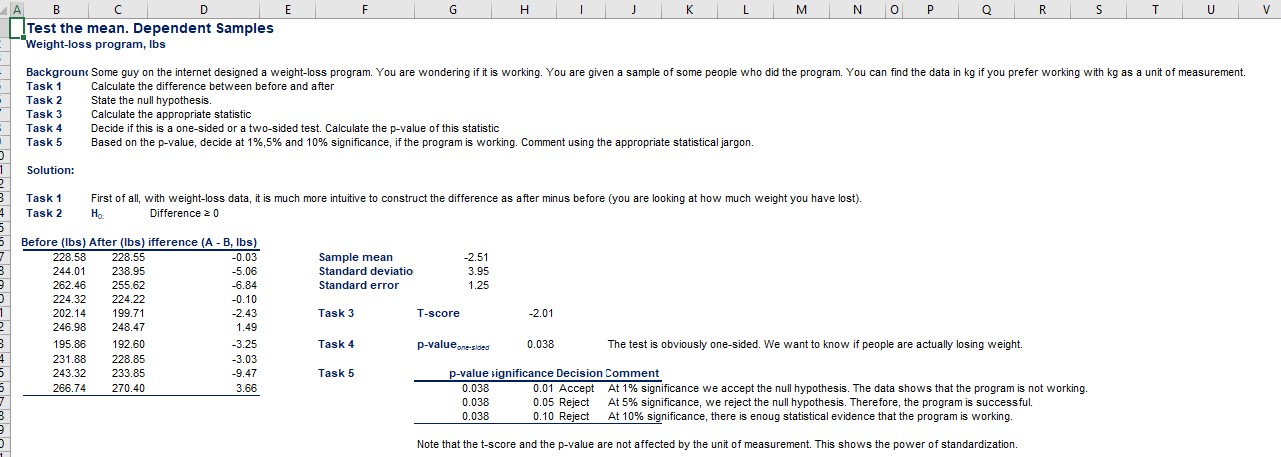 A B C D E F G H I J K L M N O P Q R S T U V
Test the mean. Dependent Samples
Weight-loss program, lbs
Backgroun Some guy on the internet designed a weight-loss program. You are wondering if it is working. You are given a sample of some people who did the program. You can find the data in kg if you prefer working with kg as a unit of measurement.
Task 1 Calculate the difference between before and after
Task 2 State the null hypothesis.
Task 3 Calculate the appropriate statistic
Task 4 Decide if this is a one-sided or a two-sided test. Calculate the p-value of this statistic
Task 5 Based on the p-value, decide at 1%,5% and 10% significance, if the program is working. Comment using the appropriate statistical jargon.
Solution:
Task 1 First of all, with weight-loss data, it is much more intuitive to construct the difference as after minus before (you are looking at how much weight you have lost).
Task 2 H0: Difference ≥ 0
Before (lbs) After (lbs) ifference (A - B, lbs)
228.58 228.55 -0.03 Sample mean -2.51
244.01 238.95 -5.06 Standard deviatio 3.95
262.46 255.62 -6.84 Standard error 1.25
224.32 224.22 -0.10
202.14 199.71 -2.43 Task 3 T-score -2.01
246.98 248.47 1.49
195.86 192.60 -3.25 Task 4 p-value one-sided 0.038 The test is obviously one-sided. We want to know if people are actually losing weight.
231.88 228.85 -3.03
243.32 233.85 -9.47 Task 5 p-value significance Decision Comment
266.74 270.40 3.66 0.038 0.01 Accept At 1% significance we accept the null hypothesis. The data shows that the program is not working.
0.038 0.05 Reject At 5% significance, we reject the null hypothesis. Therefore, the program is successful.
0.038 0.10 Reject At 10% significance, there is enoug statistical evidence that the program is working.
Note that the t-score and the p-value are not affected by the unit of measurement. This shows the power of standardization.